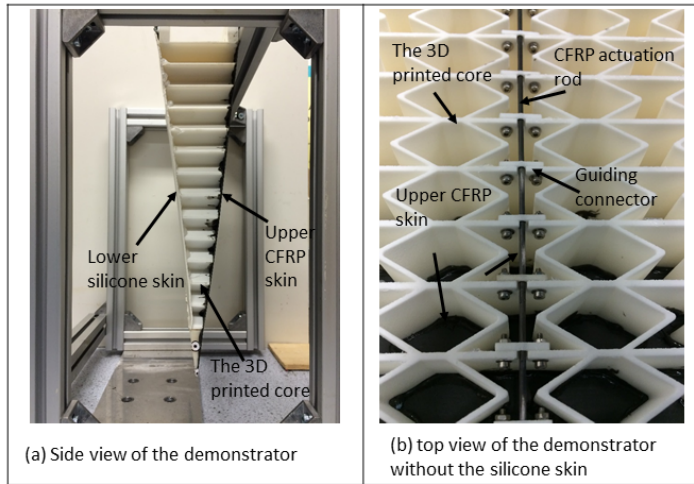 Lower
silicone skin
Upper
CFRP
skin
The 3D
printed core
(a) Side view of the demonstrator
The 3D
printed core
CFRP actuation
rod
Guiding
connector
Upper CFRP
skin
(b) top view of the demonstrator
without the silicone skin